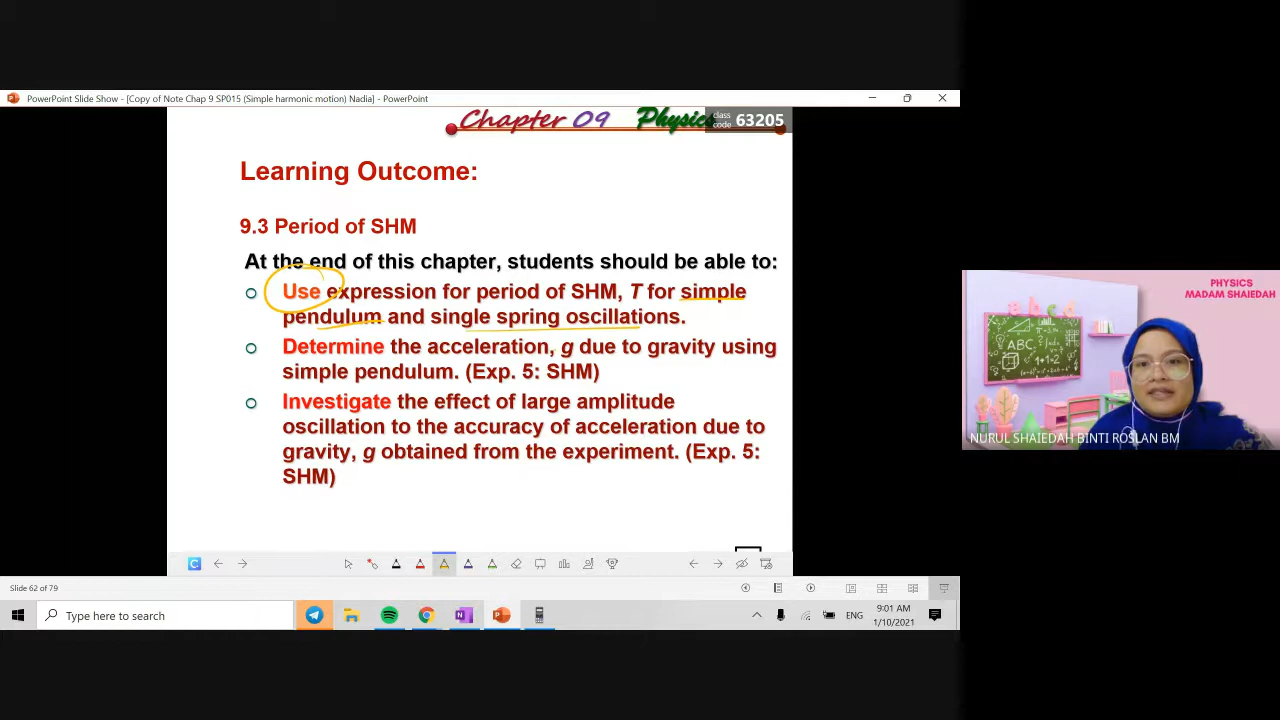 PowerPoint Slide Show - [Copy of Note Chap 9 SP015 (Simple harmonic motion) Nadia] - PowerPoint
Chapter 09 Physics
class code 63205
Learning Outcome:
9.3 Period of SHM
At the end of this chapter, students should be able to:
Use expression for period of SHM, T for simple
pendulum and single spring oscillations.
Determine the acceleration, g due to gravity using
simple pendulum. (Exp. 5: SHM)
Investigate the effect of large amplitude
oscillation to the accuracy of acceleration due to
gravity, g obtained from the experiment. (Exp. 5:
SHM)
PHYSICS
MADAM SHAIEDAH
abcd
ABC
1+1=2
NURUL SHAIEDAH BINTI ROSLAN BM
Slide 62 of 79
Type here to search
ENG
9:01 AM
1/10/2021